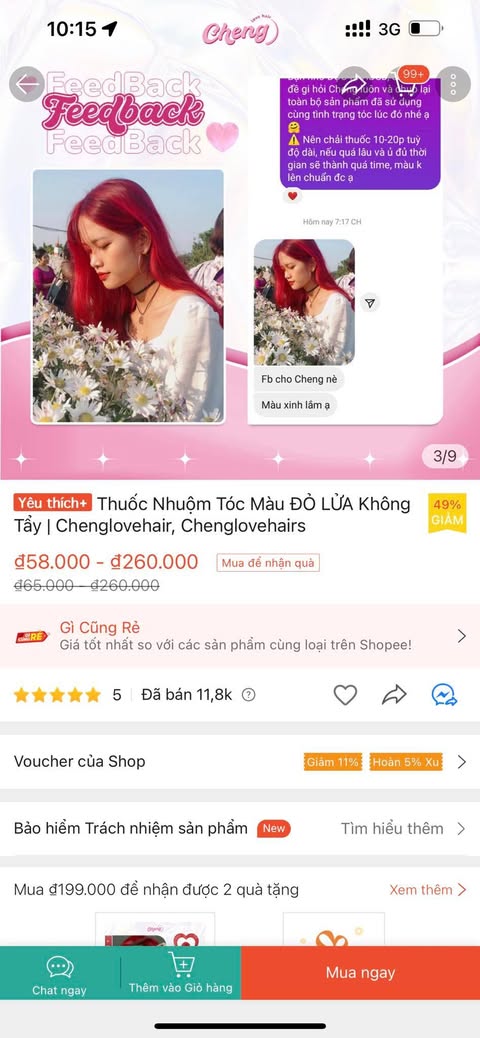 10:15
love hair
Cheng
3G
FeedBack
Feedback
FeedBack
99+
để gi hỏi Cheng luôn và chụp lại
toàn bộ sản phẩm đã sử dụng
cùng tình trạng tóc lúc đó nhé ạ
🤗
⚠️ Nên chải thuốc 10-20p tuỳ
độ dài, nếu quá lâu và ủ đủ thời
gian sẽ thành quá time, màu k
lên chuẩn đc ạ
Hôm nay 7:17 CH
Fb cho Cheng nè
Màu xinh lắm ạ
3/9
Yêu thích+ Thuốc Nhuộm Tóc Màu ĐỎ LỬA Không
Tẩy | Chenglovehair, Chenglovehairs
49%
GIẢM
₫58.000 - ₫260.000
Mua để nhận quà
₫65.000 - ₫260.000
Gì Cũng Rẻ
Giá tốt nhất so với các sản phẩm cùng loại trên Shopee!
5
Đã bán 11,8k
Voucher của Shop
Giảm 11%
Hoàn 5% Xu
Bảo hiểm Trách nhiệm sản phẩm
New
Tìm hiểu thêm
Mua ₫199.000 để nhận được 2 quà tặng
Xem thêm
Cheng
Chat ngay
Thêm vào Giỏ hàng
Mua ngay